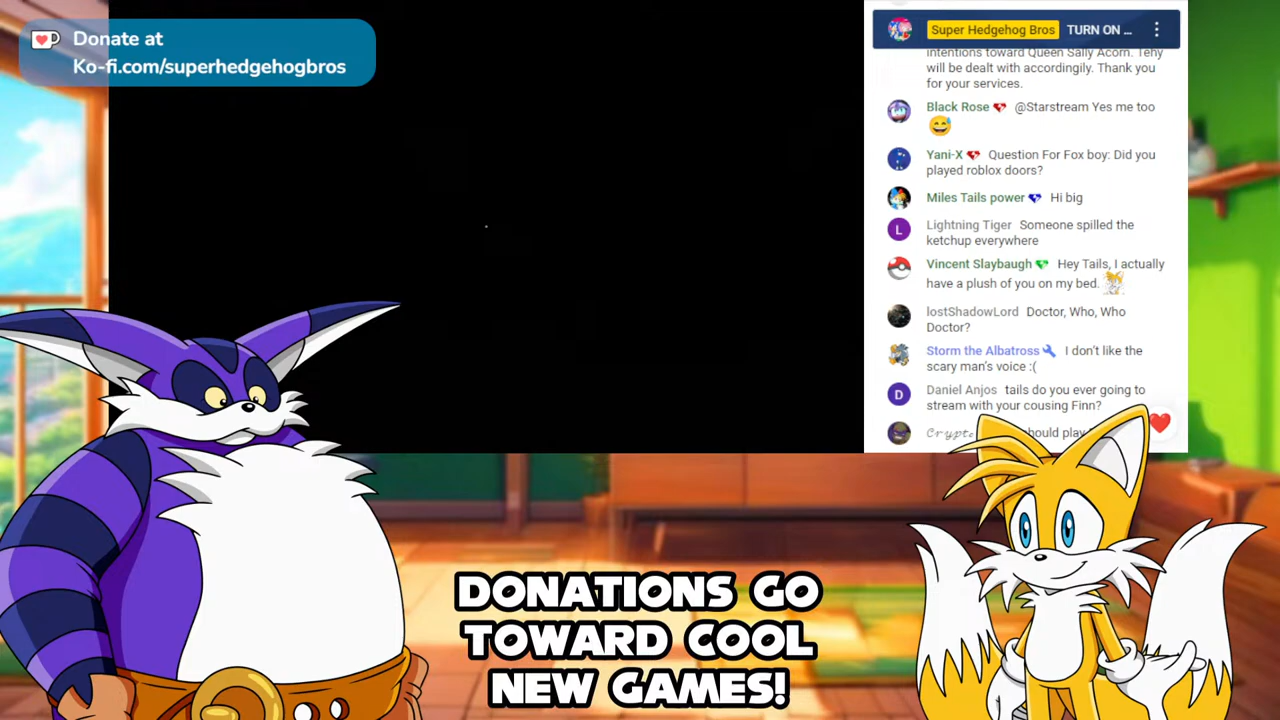 Donate at
Ko-fi.com/superhedgehogbros
Super Hedgehog Bros TURN ON ...
intentions toward Queen Sally Acorn. Tehy
will be dealt with accordingily. Thank you
for your services.
Black Rose @Starstream Yes me too
Yani-X Question For Fox boy: Did you
played roblox doors?
Miles Tails power Hi big
L Lightning Tiger Someone spilled the
ketchup everywhere
Vincent Slaybaugh Hey Tails, I actually
have a plush of you on my bed.
lostShadowLord Doctor, Who, Who
Doctor?
Storm the Albatross I don't like the
scary man's voice :(
D Daniel Anjos tails do you ever going to
stream with your cousing Finn?
play
DONATIONS GO
TOWARD COOL
NEW GAMES!